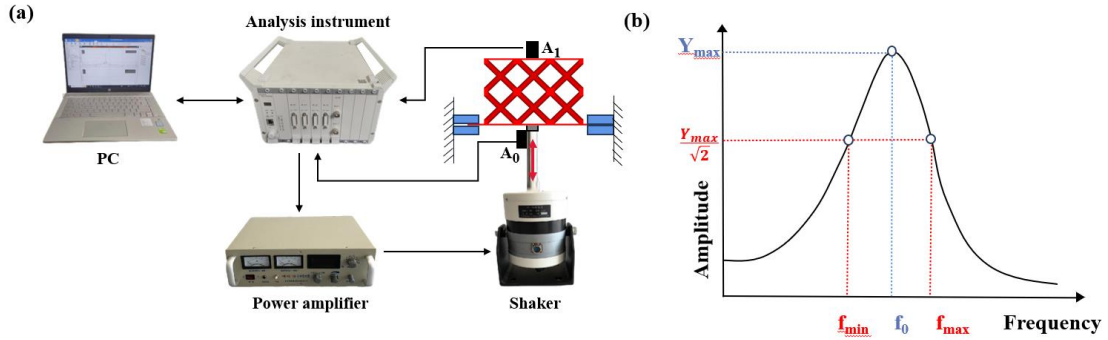 (a)
Analysis instrument
A1
PC
A0
Power amplifier
Shaker
(b)
Ymax
Ymax
√2
Amplitude
fmin
f0
fmax
Frequency